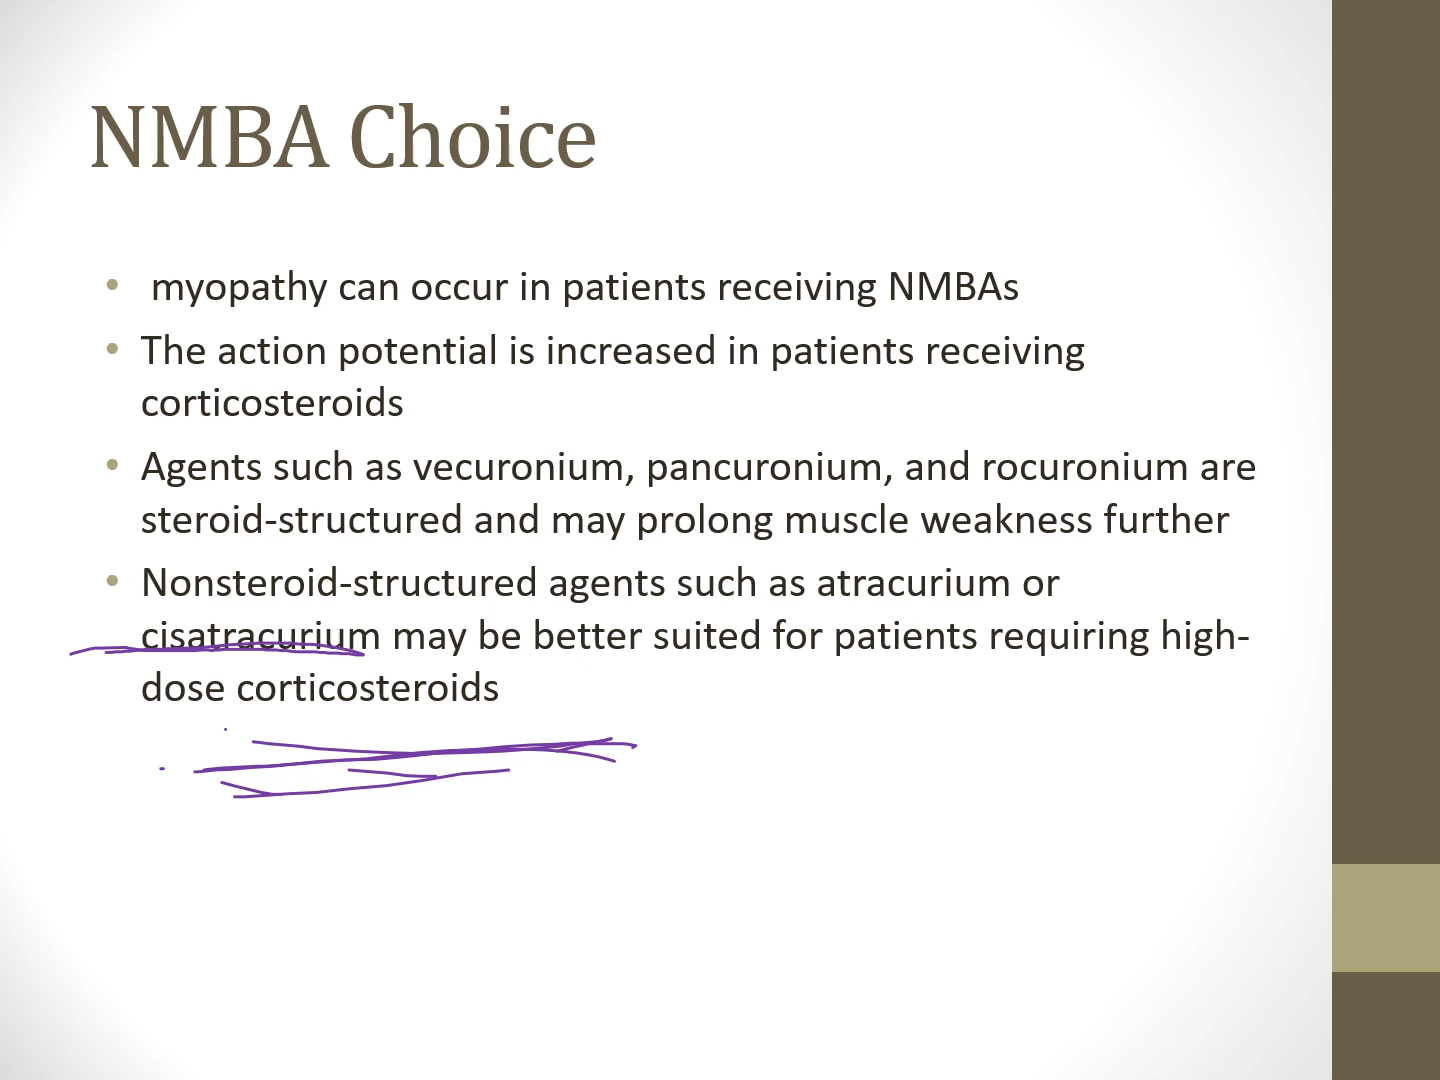 NMBA Choice
• myopathy can occur in patients receiving NMBAs
• The action potential is increased in patients receiving
corticosteroids
• Agents such as vecuronium, pancuronium, and rocuronium are
steroid-structured and may prolong muscle weakness further
• Nonsteroid-structured agents such as atracurium or
cisatracurium may be better suited for patients requiring high-
dose corticosteroids